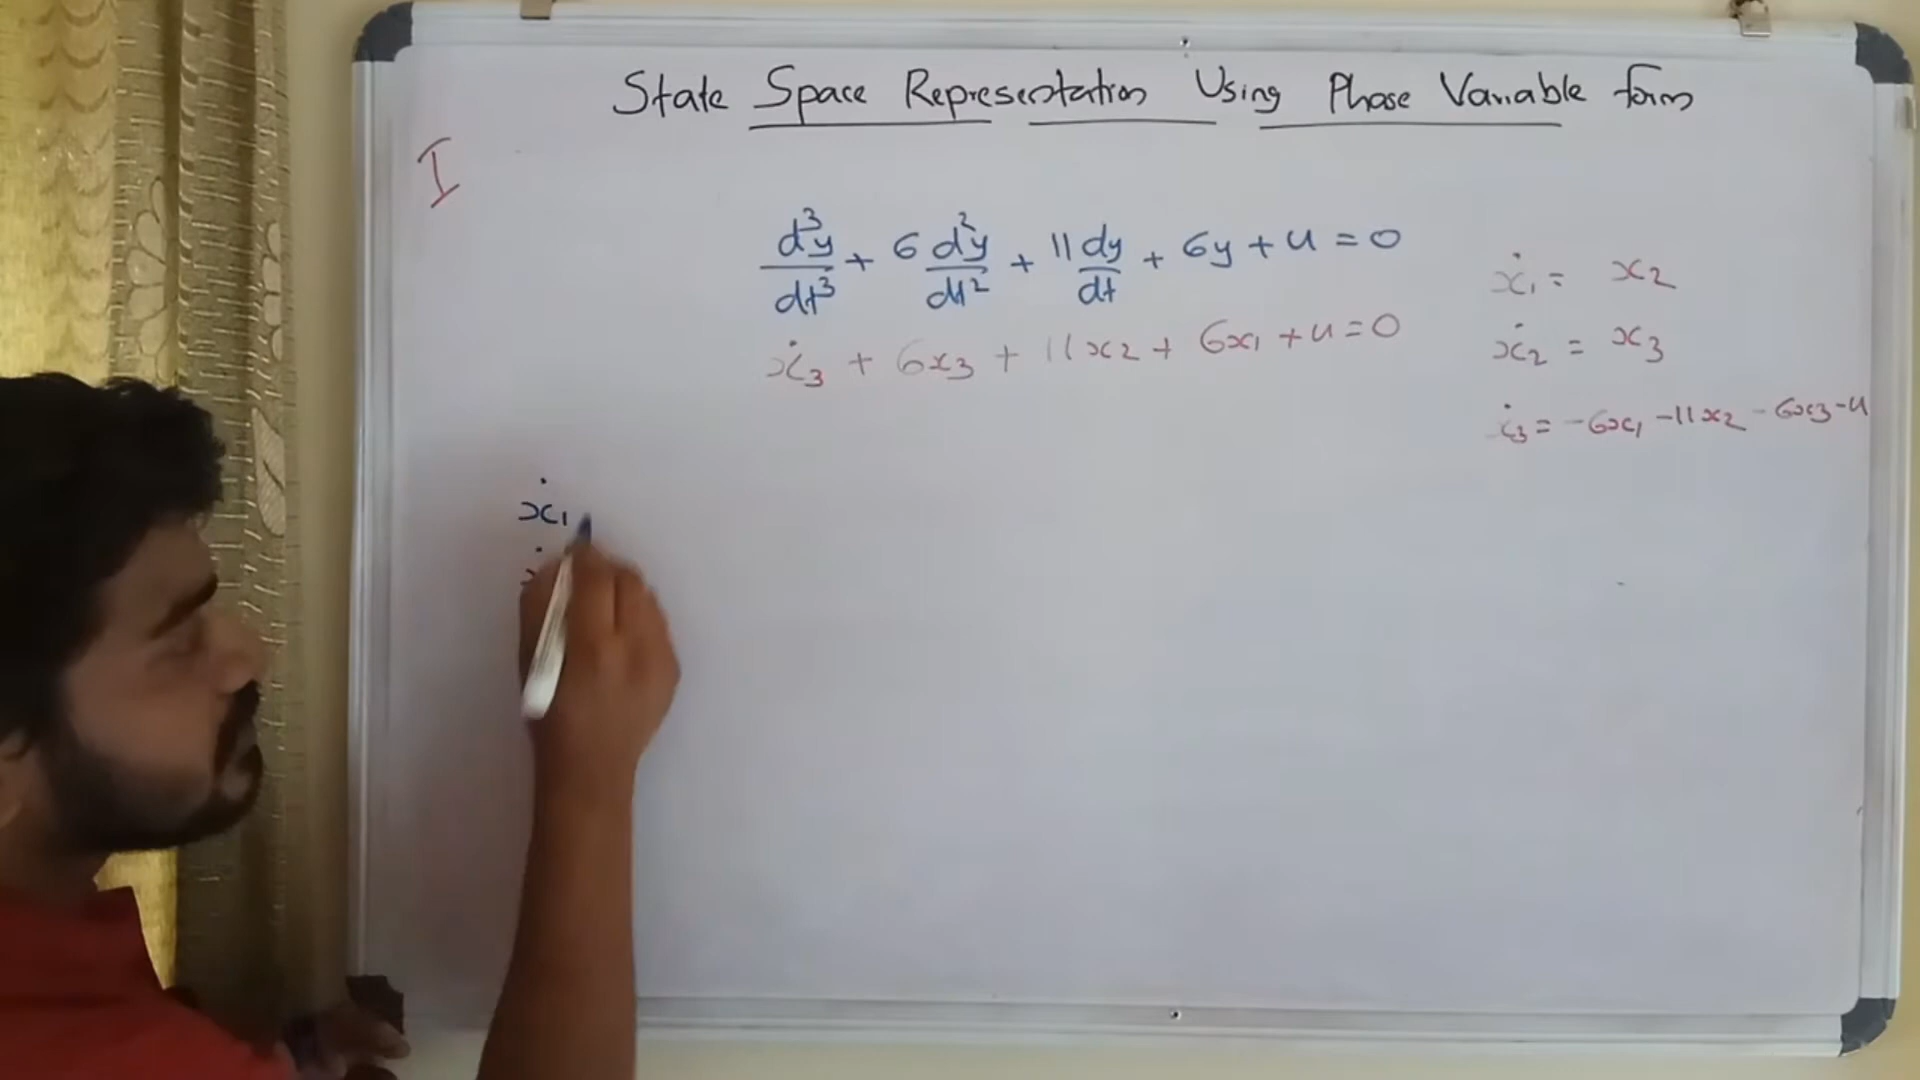 State Space Representation Using Phase Variable form
I
d³y/dt³ + 6 d²y/dt² + 11 dy/dt + 6y + u = 0
ẋ₃ + 6x₃ + 11x₂ + 6x₁ + u = 0
ẋ₁ = x₂
ẋ₂ = x₃
ẋ₃ = -6x₁ -11x₂ -6x₃ -u
ẋ₁